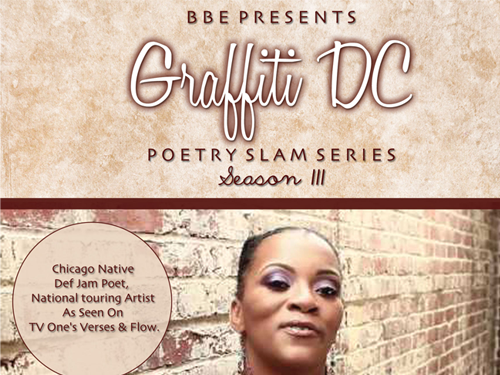 BBE PRESENTS
Graffiti DC
POETRY SLAM SERIES
Season III
Chicago Native
Def Jam Poet,
National touring Artist
As Seen On
TV One's Verses & Flow.